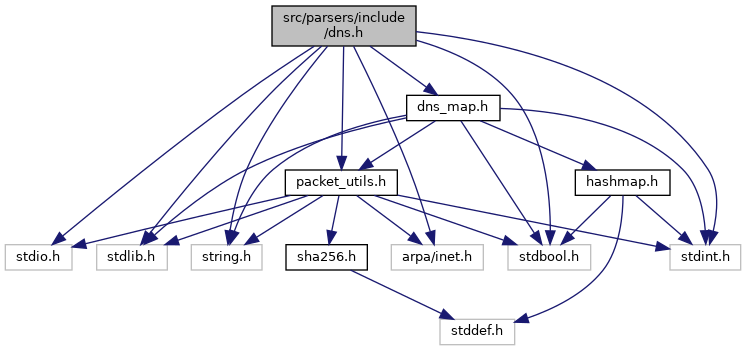 src/parsers/include
/dns.h
dns_map.h
packet_utils.h
hashmap.h
stdio.h
stdlib.h
string.h
sha256.h
arpa/inet.h
stdbool.h
stdint.h
stddef.h